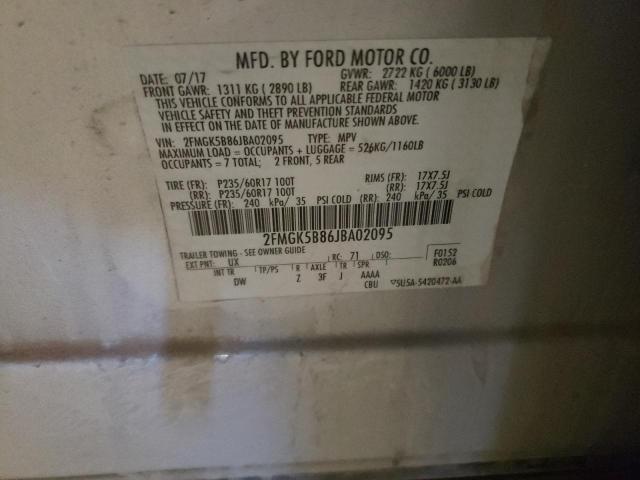 MFD. BY FORD MOTOR CO.
DATE: 07/17 GVWR: 2722 KG ( 6000 LB)
FRONT GAWR: 1311 KG ( 2890 LB) REAR GAWR: 1420 KG ( 3130 LB)
THIS VEHICLE CONFORMS TO ALL APPLICABLE FEDERAL MOTOR
VEHICLE SAFETY AND THEFT PREVENTION STANDARDS
IN EFFECT ON THE DATE OF MANUFACTURE SHOWN ABOVE.
VIN: 2FMGK5B86JBA02095 TYPE: MPV
MAXIMUM LOAD = OCCUPANTS + LUGGAGE = 526KG/1160LB
OCCUPANTS = 7 TOTAL; 2 FRONT, 5 REAR
TIRE (FR): P235/60R17 100T RIMS (FR): 17X7.5J
(RR): P235/60R17 100T (RR): 17X7.5J
PRESSURE (FR): 240 kPa/ 35 PSI COLD (RR): 240 kPa/ 35 PSI COLD
2FMGK5B86JBA02095
TRAILER TOWING - SEE OWNER GUIDE
EXT PNT: UX RC: 71 DSO: F0152
R0206
INT TR TP/PS R AXLE TR SPR
DW Z 3F J AAAA
CBU
5U5A-5420472-AA